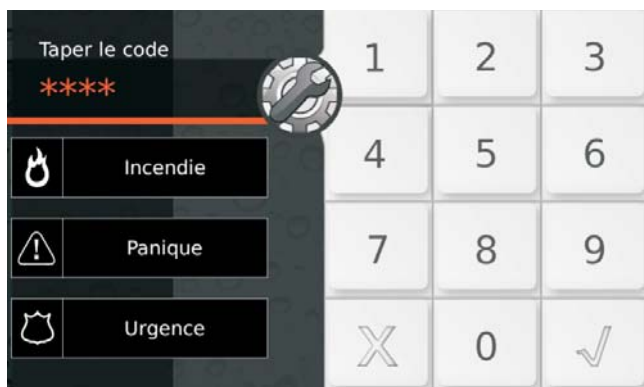 Taper le code
****
Incendie
Panique
Urgence
1 2 3
4 5 6
7 8 9
X 0 √